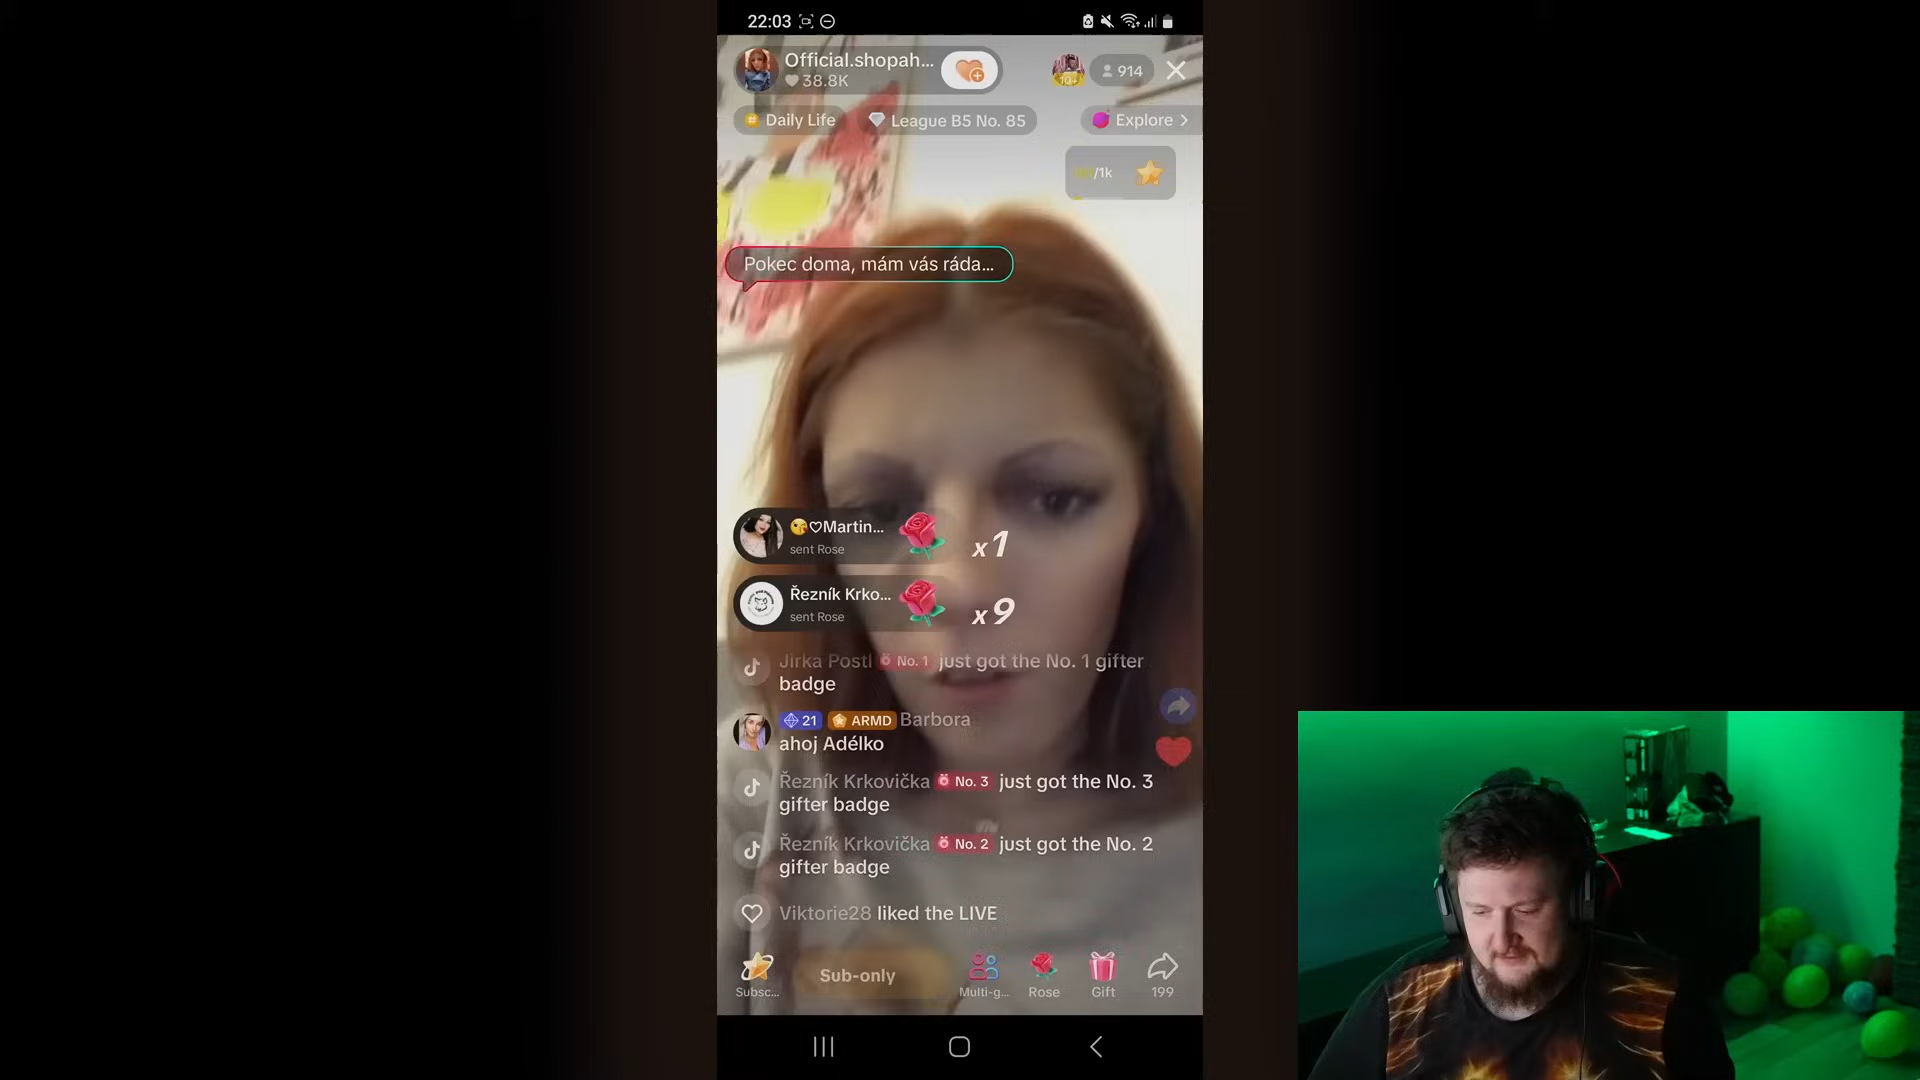 22:03
Official.shopah...
38.8K
914
Daily Life
League B5 No. 85
Explore >
/1k
Pokec doma, mám vás ráda...
😘♡Martin...
sent Rose
x1
Řezník Krko...
sent Rose
x9
Jirka Postl No. 1 just got the No. 1 gifter
badge
21 ARMD Barbora
ahoj Adélko
Řezník Krkovička No. 3 just got the No. 3
gifter badge
Řezník Krkovička No. 2 just got the No. 2
gifter badge
Viktorie28 liked the LIVE
Sub-only
Subsc...
Multi-g...
Rose
Gift
199